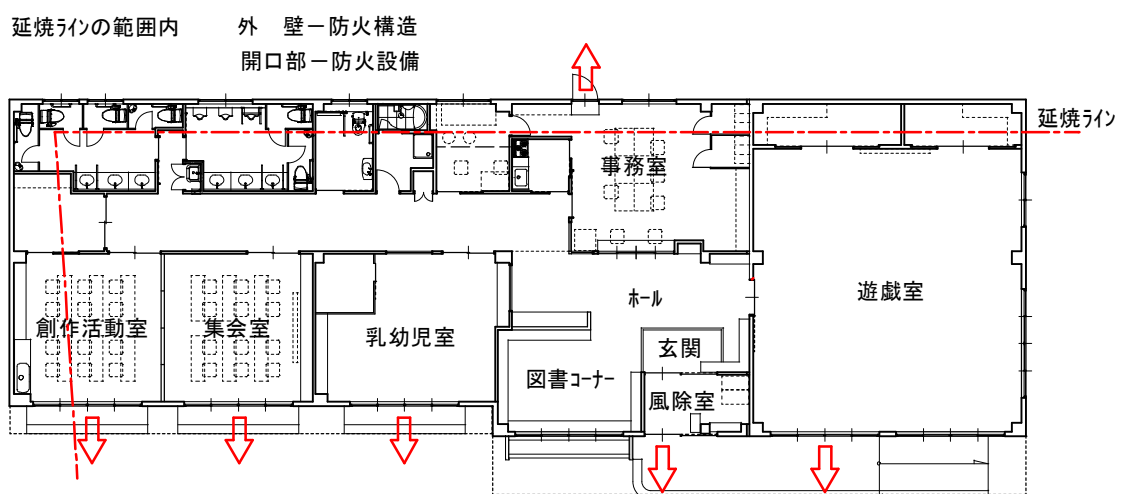 延焼ﾗｲﾝの範囲内 外 壁－防火構造
開口部－防火設備
延焼ﾗｲﾝ
事務室
遊戯室
ﾎｰﾙ
創作活動室
集会室
乳幼児室
玄関
図書ｺｰﾅｰ
風除室